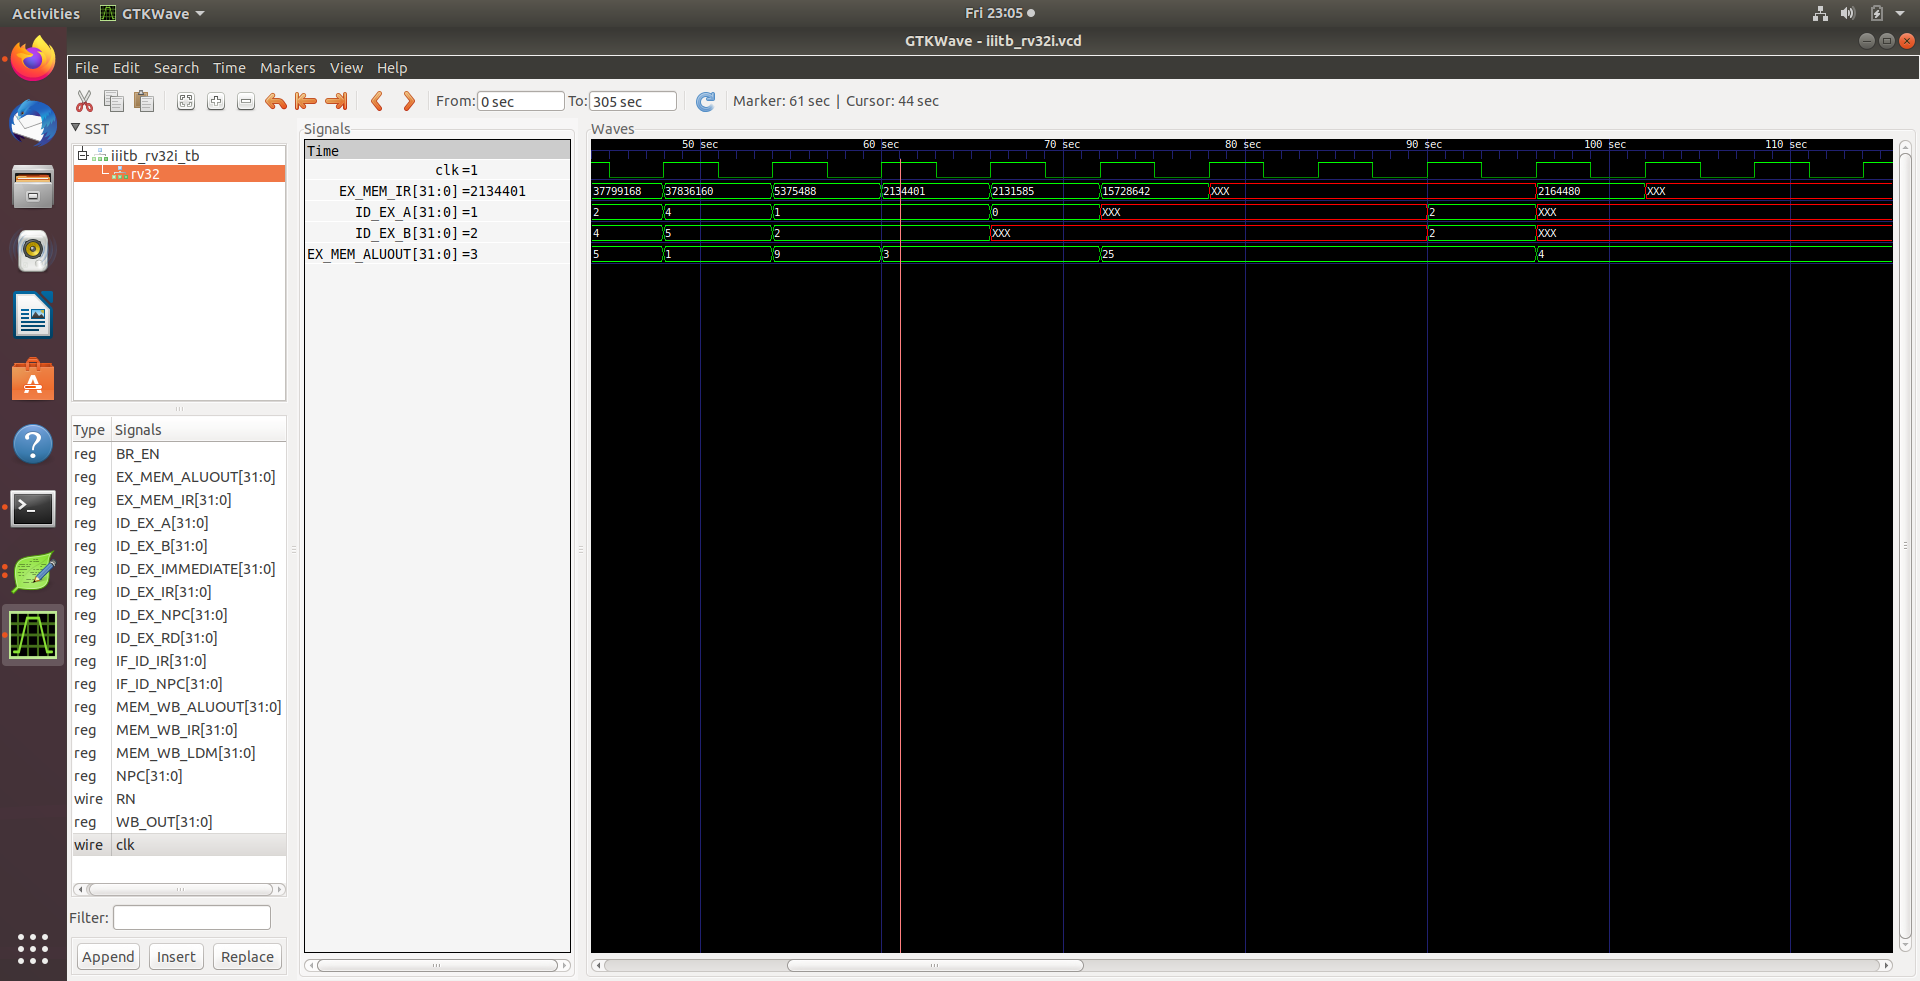 Activities GTKWave Fri 23:05
GTKWave - iiitb_rv32i.vcd
File Edit Search Time Markers View Help
From: 0 sec To: 305 sec Marker: 61 sec | Cursor: 44 sec
SST
iiitb_rv32i_tb
rv32
Type Signals
reg BR_EN
reg EX_MEM_ALUOUT[31:0]
reg EX_MEM_IR[31:0]
reg ID_EX_A[31:0]
reg ID_EX_B[31:0]
reg ID_EX_IMMEDIATE[31:0]
reg ID_EX_IR[31:0]
reg ID_EX_NPC[31:0]
reg ID_EX_RD[31:0]
reg IF_ID_IR[31:0]
reg IF_ID_NPC[31:0]
reg MEM_WB_ALUOUT[31:0]
reg MEM_WB_IR[31:0]
reg MEM_WB_LDM[31:0]
reg NPC[31:0]
wire RN
reg WB_OUT[31:0]
wire clk
Filter:
Append Insert Replace
Signals
Time
clk =1
EX_MEM_IR[31:0] =2134401
ID_EX_A[31:0] =1
ID_EX_B[31:0] =2
EX_MEM_ALUOUT[31:0] =3
Waves
50 sec 60 sec 70 sec 80 sec 90 sec 100 sec 110 sec
37799168 37836160 5375488 2134401 2131585 15728642 XXX 2164480 XXX
2 4 1 0 XXX 2 XXX
4 5 2 XXX 2 XXX
5 1 9 3 25 4